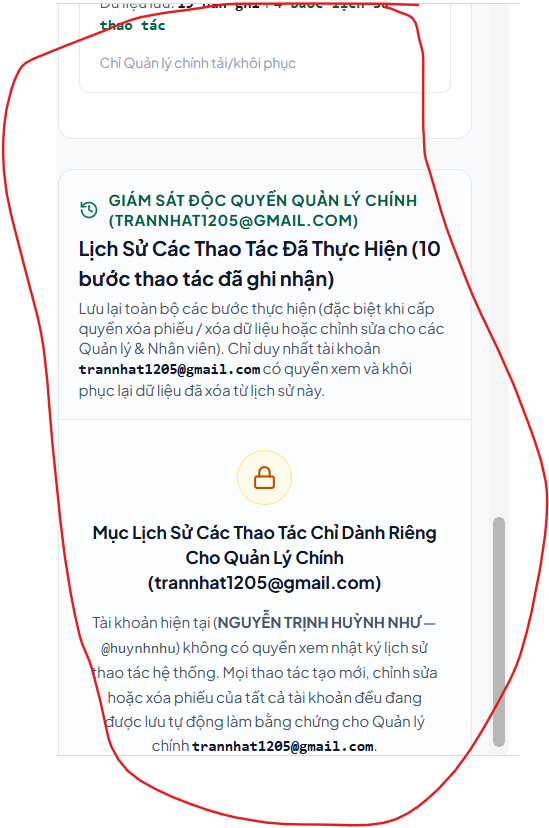 thao tác
Chỉ Quản lý chính tải/khôi phục
GIÁM SÁT ĐỘC QUYỀN QUẢN LÝ CHÍNH
(TRANNHAT1205@GMAIL.COM)
Lịch Sử Các Thao Tác Đã Thực Hiện (10
bước thao tác đã ghi nhận)
Lưu lại toàn bộ các bước thực hiện (đặc biệt khi cấp
quyền xóa phiếu / xóa dữ liệu hoặc chỉnh sửa cho các
Quản lý & Nhân viên). Chỉ duy nhất tài khoản
trannhat1205@gmail.com có quyền xem và khôi
phục lại dữ liệu đã xóa từ lịch sử này.
Mục Lịch Sử Các Thao Tác Chỉ Dành Riêng
Cho Quản Lý Chính
(trannhat1205@gmail.com)
Tài khoản hiện tại (NGUYỄN TRỊNH HUỲNH NHƯ —
@huynhnhu) không có quyền xem nhật ký lịch sử
thao tác hệ thống. Mọi thao tác tạo mới, chỉnh sửa
hoặc xóa phiếu của tất cả tài khoản đều đang
được lưu tự động làm bằng chứng cho Quản lý
chính trannhat1205@gmail.com.